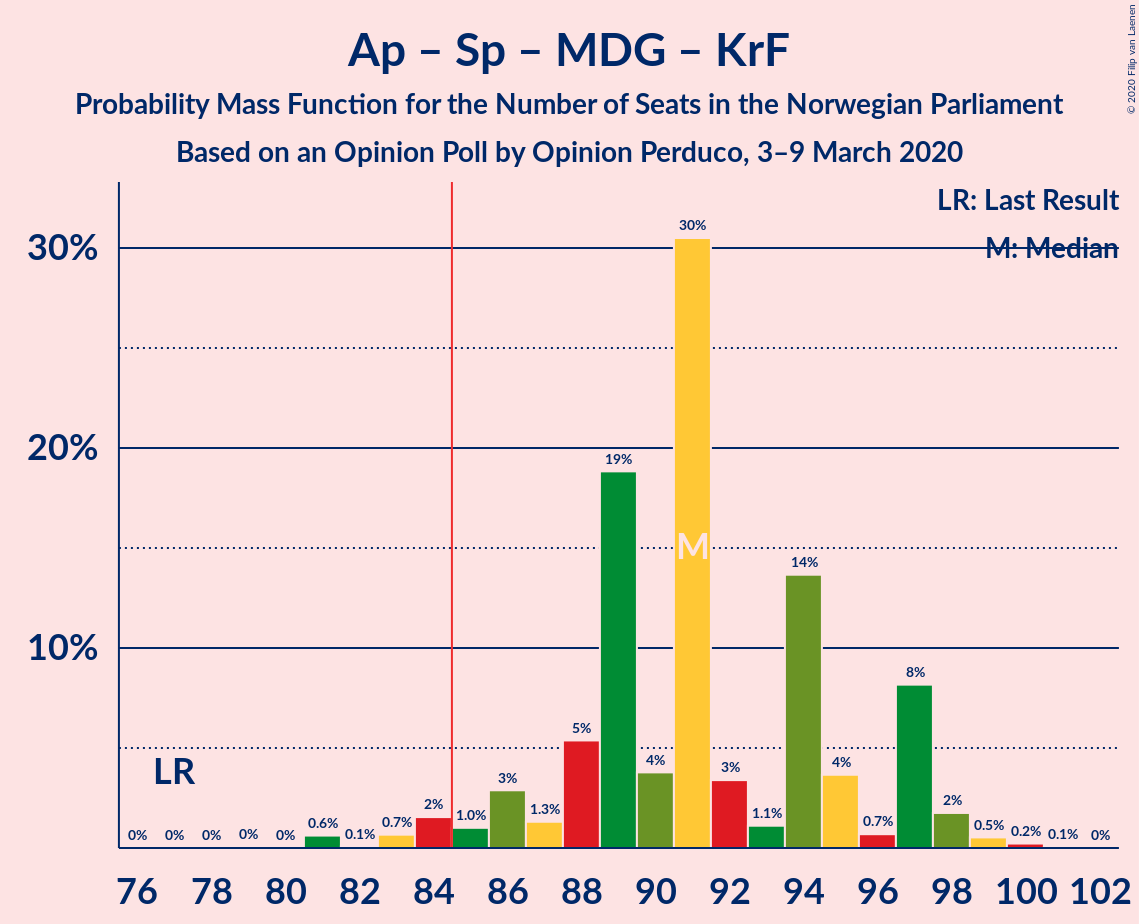 Ap – Sp – MDG – KrF
Probability Mass Function for the Number of Seats in the Norwegian Parliament
Based on an Opinion Poll by Opinion Perduco, 3–9 March 2020
© 2020 Filip van Laenen
LR: Last Result
M: Median
30%
20%
10%
LR
M
0% 0% 0% 0% 0% 0.6% 0.1% 0.7% 2% 1.0% 3% 1.3% 5% 19% 4% 30% 3% 1.1% 14% 4% 0.7% 8% 2% 0.5% 0.2% 0.1% 0%
76 78 80 82 84 86 88 90 92 94 96 98 100 102